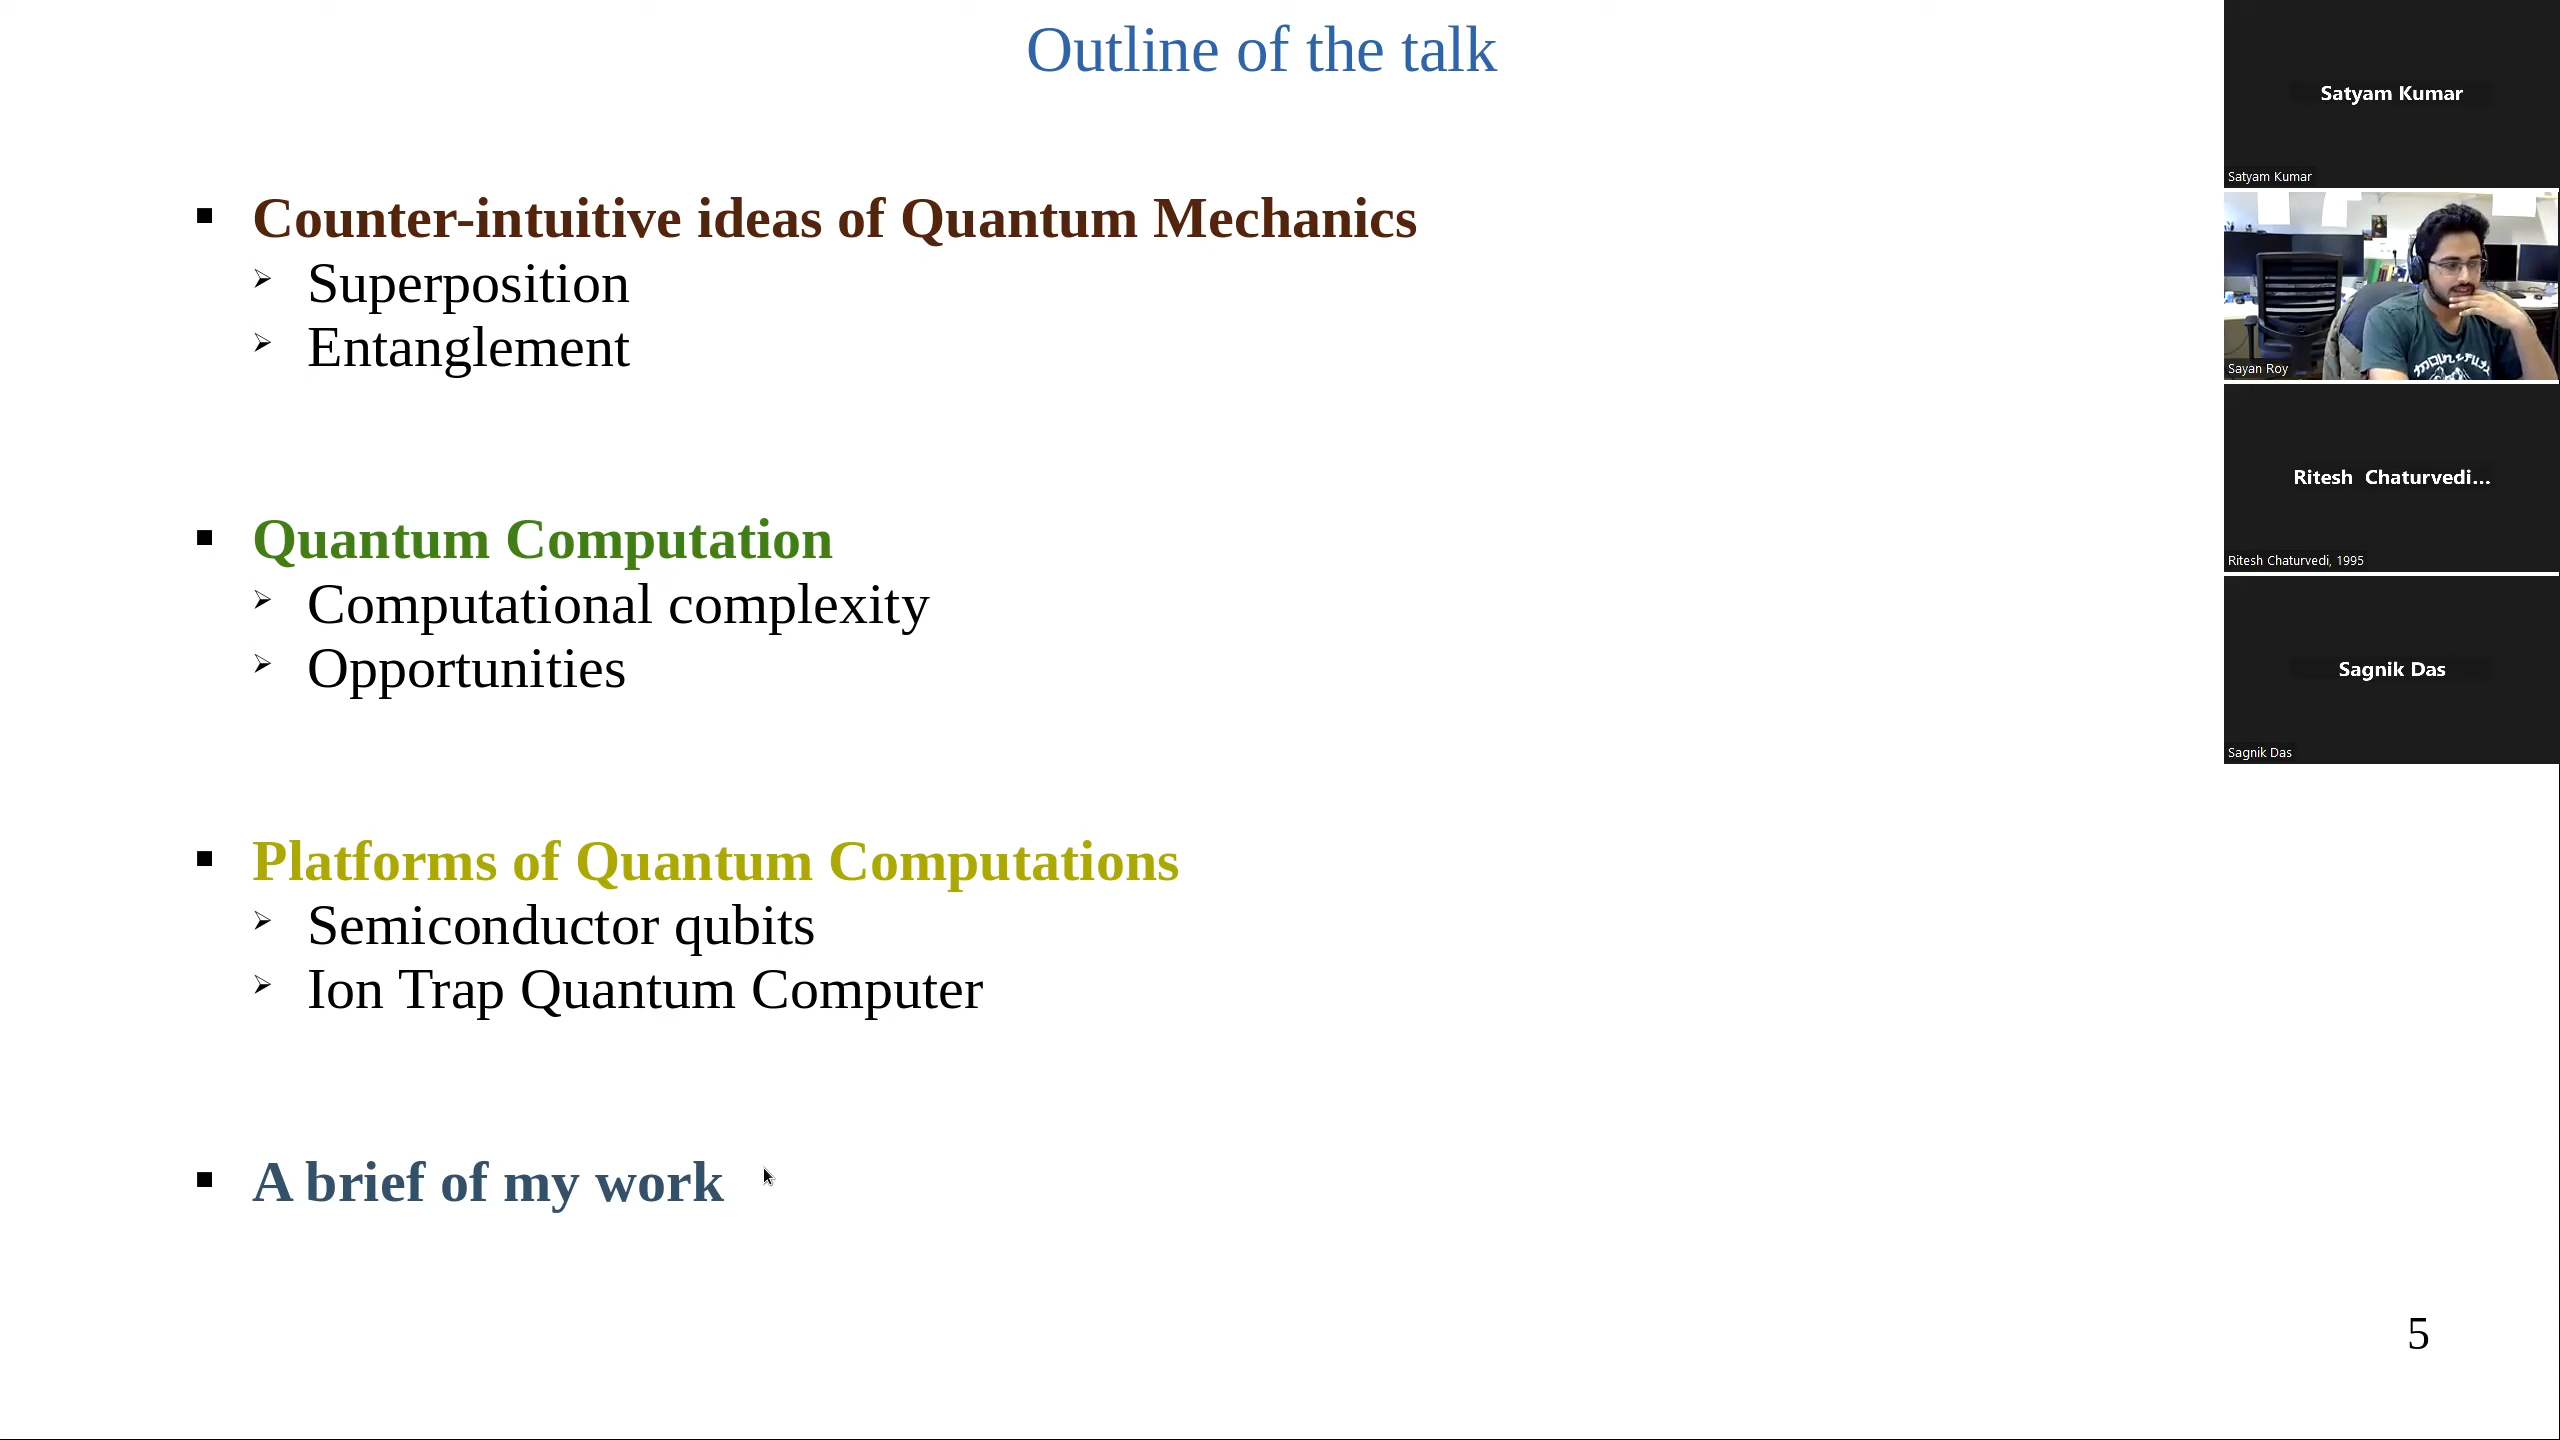 Outline of the talk
Counter-intuitive ideas of Quantum Mechanics
Superposition
Entanglement
Quantum Computation
Computational complexity
Opportunities
Platforms of Quantum Computations
Semiconductor qubits
Ion Trap Quantum Computer
A brief of my work
5
Satyam Kumar
Satyam Kumar
Sayan Roy
Ritesh Chaturvedi...
Ritesh Chaturvedi, 1995
Sagnik Das
Sagnik Das